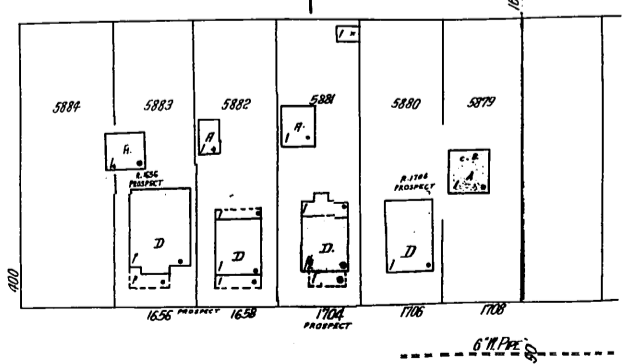 1 x
5884 5883 5882 5881 5880 5879
A. A A. C.B. A
R.1656
PROSPECT
R.1706
PROSPECT
D D D. D
400
1656 PROSPECT 1658 1704 1706 1708
PROSPECT
6" W. PIPE
50